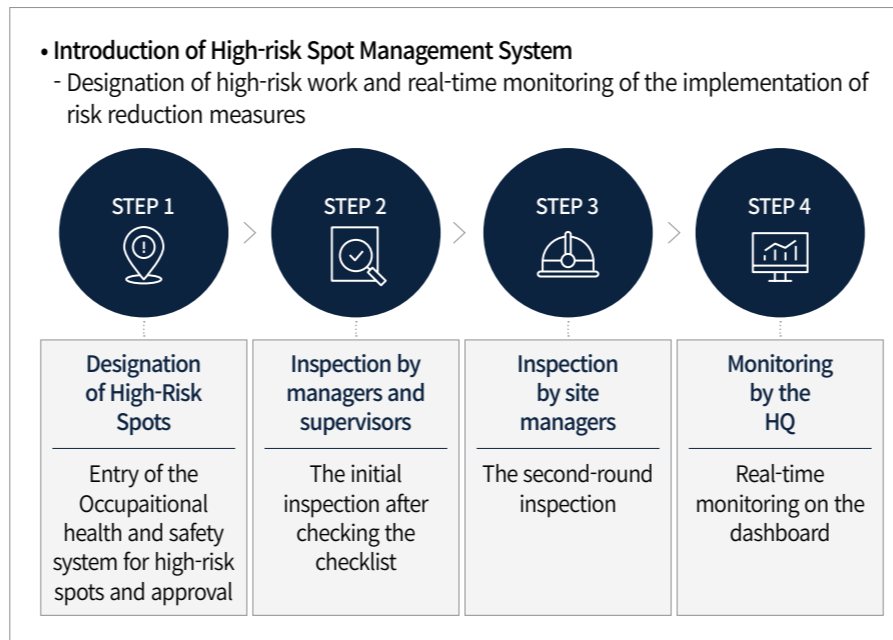 • Introduction of High-risk Spot Management System
- Designation of high-risk work and real-time monitoring of the implementation of
risk reduction measures
STEP 1
STEP 2
STEP 3
STEP 4
Designation
of High-Risk
Spots
Entry of the
Occupaitional
health and safety
system for high-risk
spots and approval
Inspection by
managers and
supervisors
The initial
inspection after
checking the
checklist
Inspection
by site
managers
The second-round
inspection
Monitoring
by the
HQ
Real-time
monitoring on the
dashboard